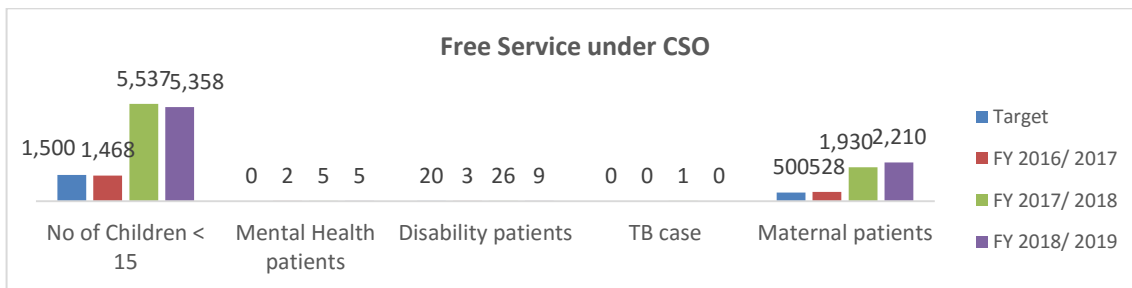 Free Service under CSO
5,537
5,358
1,500
1,468
1,930
2,210
0 2 5 5
20 3 26 9
0 0 1 0
500
528
No of Children <
15
Mental Health
patients
Disability patients
TB case
Maternal patients
Target
FY 2016/ 2017
FY 2017/ 2018
FY 2018/ 2019